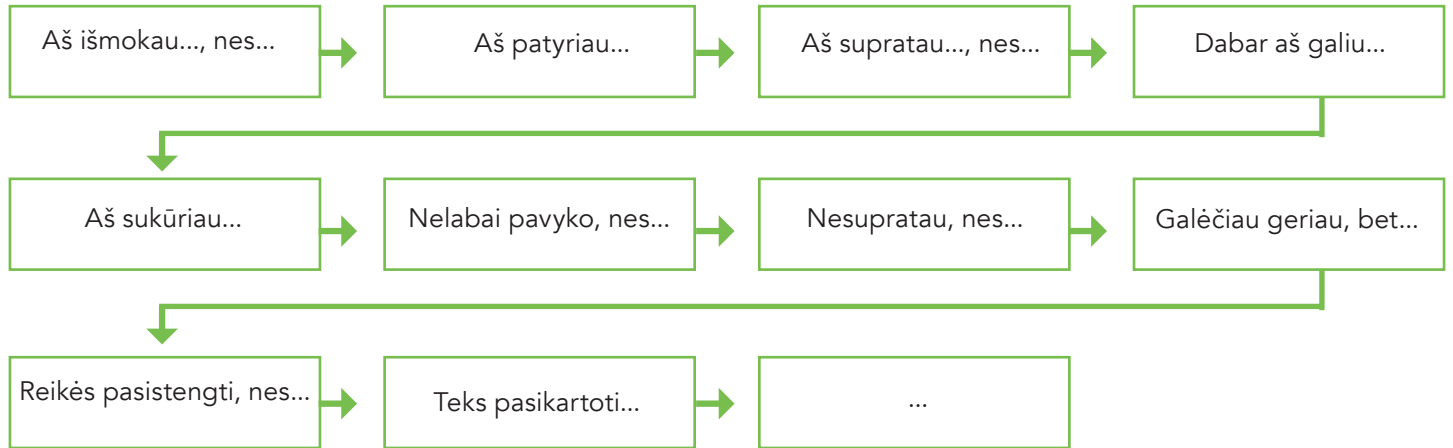 Aš išmokau..., nes...
Aš patyriau...
Aš supratau..., nes...
Dabar aš galiu...
Aš sukūriau...
Nelabai pavyko, nes...
Nesupratau, nes...
Galėčiau geriau, bet...
Reikės pasistengti, nes...
Teks pasikartoti...
...